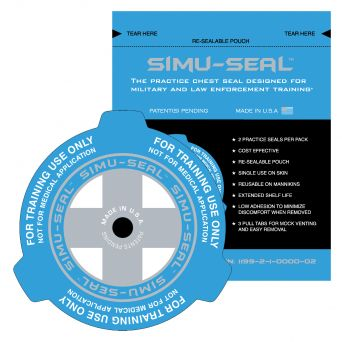 TEAR HERE TEAR HERE
RE-SEALABLE POUCH
SIMU-SEAL™
THE PRACTICE CHEST SEAL DESIGNED FOR
MILITARY AND LAW ENFORCEMENT TRAINING*
PATENT(S) PENDING MADE IN U.S.A
★ 2 PRACTICE SEALS PER PACK
★ COST EFFECTIVE
★ RE-SEALABLE POUCH
★ SINGLE USE ON SKIN
★ REUSABLE ON MANNIKINS
★ EXTENDED SHELF LIFE
★ LOW ADHESION TO MINIMIZE
DISCOMFORT WHEN REMOVED
★ 3 PULL TABS FOR MOCK VENTING
AND EASY REMOVAL
1199-2-1-0000-02
FOR TRAINING USE ONLY
NOT FOR MEDICAL APPLICATION
FOR TRAINING USE ONLY
NOT FOR MEDICAL APPLICATION
FOR TRAINING USE ONLY
NOT FOR MEDICAL APPLICATION
SIMU-SEAL
SIMU-SEAL
SIMU-SEAL
MADE IN U.S.A
PATENTS PENDING